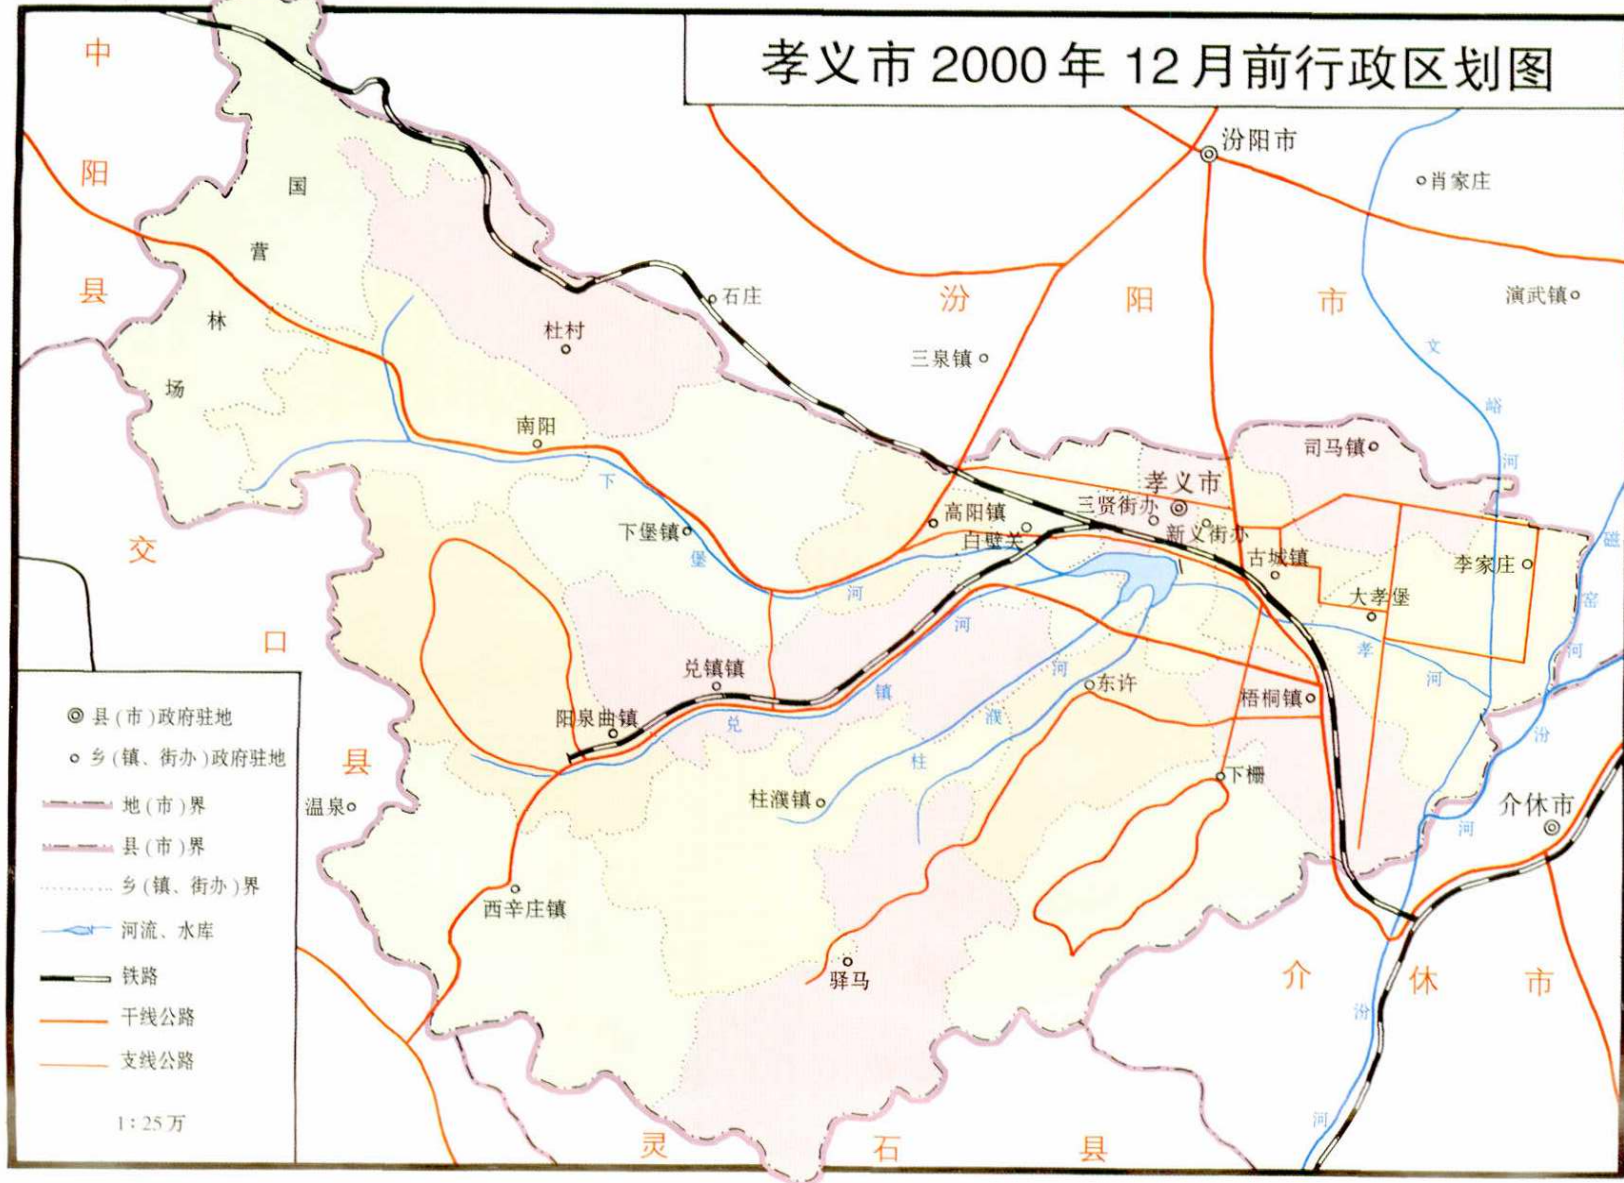 孝义市2000年12月前行政区划图
中阳县
汾阳市
肖家庄
国营林场
汾阳市
演武镇
石庄
杜村
三泉镇
文峪河
南阳
司马镇
孝义市
高阳镇
三贤街办
白壁关
新义街办
下堡镇
下堡河
古城镇
李家庄
大孝堡
磁窑河
交口县
孝河
兑镇镇
兑镇河
东许
梧桐镇
阳泉曲镇
柱濮河
汾河
下栅
柱濮镇
温泉
介休市
西辛庄镇
驿马
介休市
汾河
灵石县
县(市)政府驻地
乡(镇、街办)政府驻地
地(市)界
县(市)界
乡(镇、街办)界
河流、水库
铁路
干线公路
支线公路
1:25万